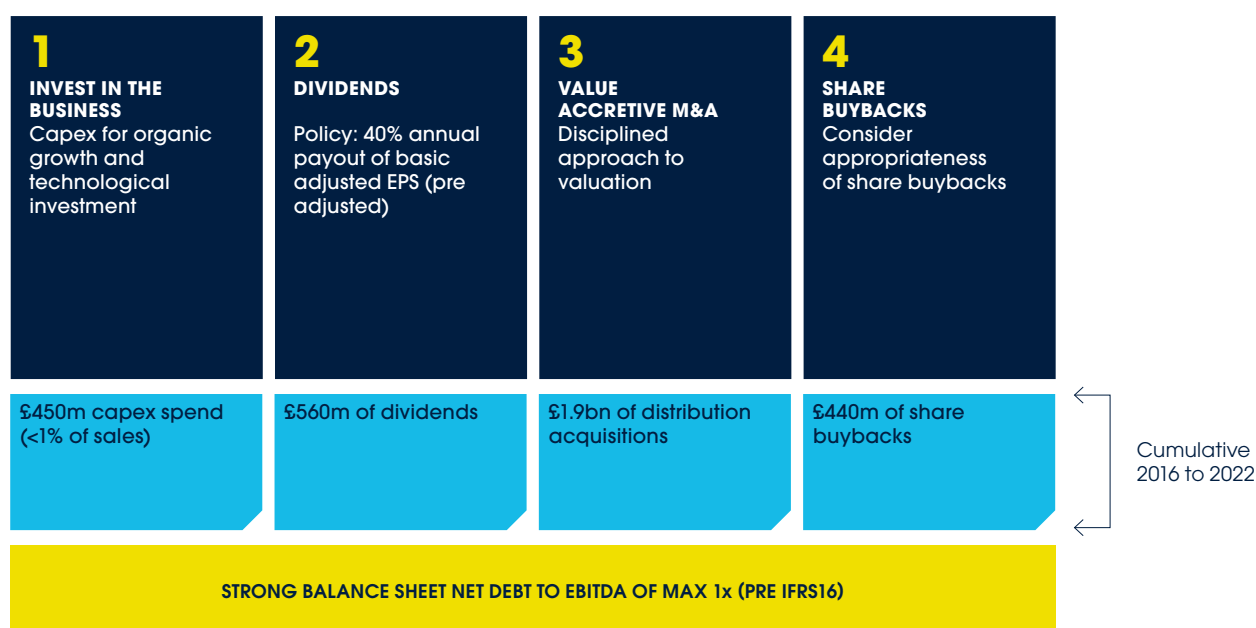 1
INVEST IN THE
BUSINESS
Capex for organic
growth and
technological
investment
2
DIVIDENDS
Policy: 40% annual
payout of basic
adjusted EPS (pre
adjusted)
3
VALUE
ACCRETIVE M&A
Disciplined
approach to
valuation
4
SHARE
BUYBACKS
Consider
appropriateness
of share buybacks
£450m capex spend
(<1% of sales)
£560m of dividends
£1.9bn of distribution
acquisitions
£440m of share
buybacks
Cumulative
2016 to 2022
STRONG BALANCE SHEET NET DEBT TO EBITDA OF MAX 1x (PRE IFRS16)